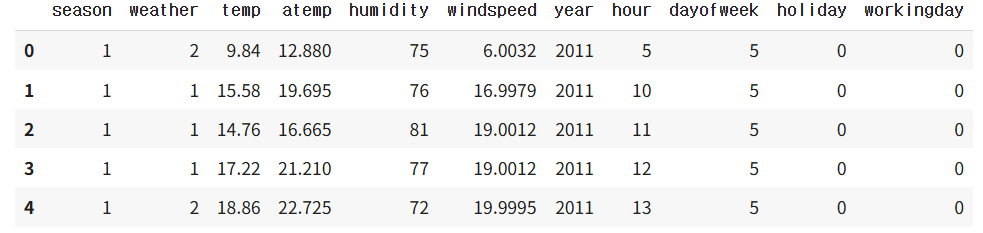 season weather temp atemp humidity windspeed year hour dayofweek holiday workingday
0 1 2 9.84 12.880 75 6.0032 2011 5 5 0 0
1 1 1 15.58 19.695 76 16.9979 2011 10 5 0 0
2 1 1 14.76 16.665 81 19.0012 2011 11 5 0 0
3 1 1 17.22 21.210 77 19.0012 2011 12 5 0 0
4 1 2 18.86 22.725 72 19.9995 2011 13 5 0 0